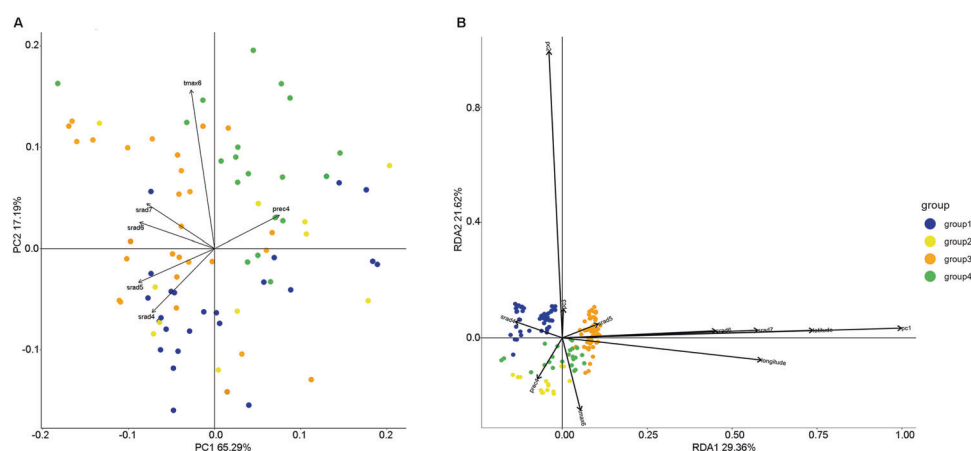 A
B
0.2
0.1
0.0
-0.1
-0.2
-0.1
0.0
0.1
0.2
PC1 65.29%
PC2 17.19%
tmax6
srad7
srad6
srad5
srad4
prec4
0.8
0.4
0.0
0.00
0.25
0.50
0.75
1.00
RDA1 29.36%
RDA2 21.62%
pc2
pc3
srad4
srad5
srad6
srad7
latitude
pc1
longitude
prec4
tmax6
group
group1
group2
group3
group4